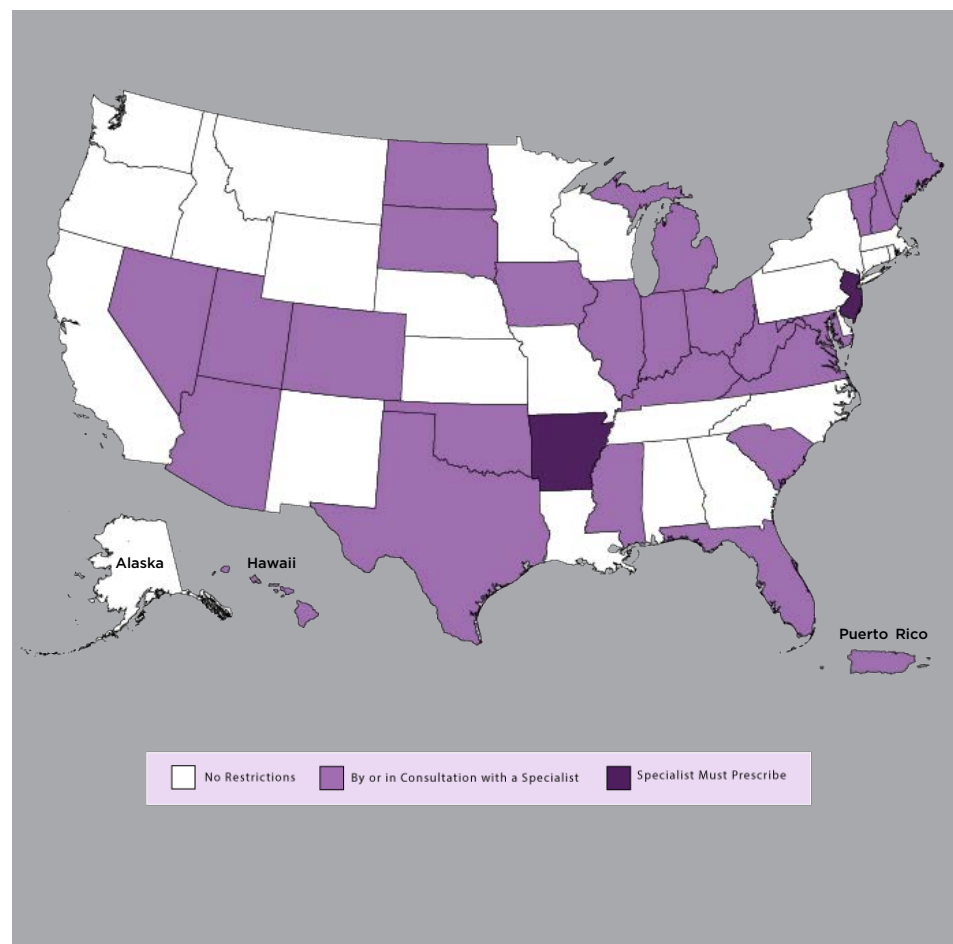 Alaska
Hawaii
Puerto Rico
No Restrictions
By or in Consultation with a Specialist
Specialist Must Prescribe